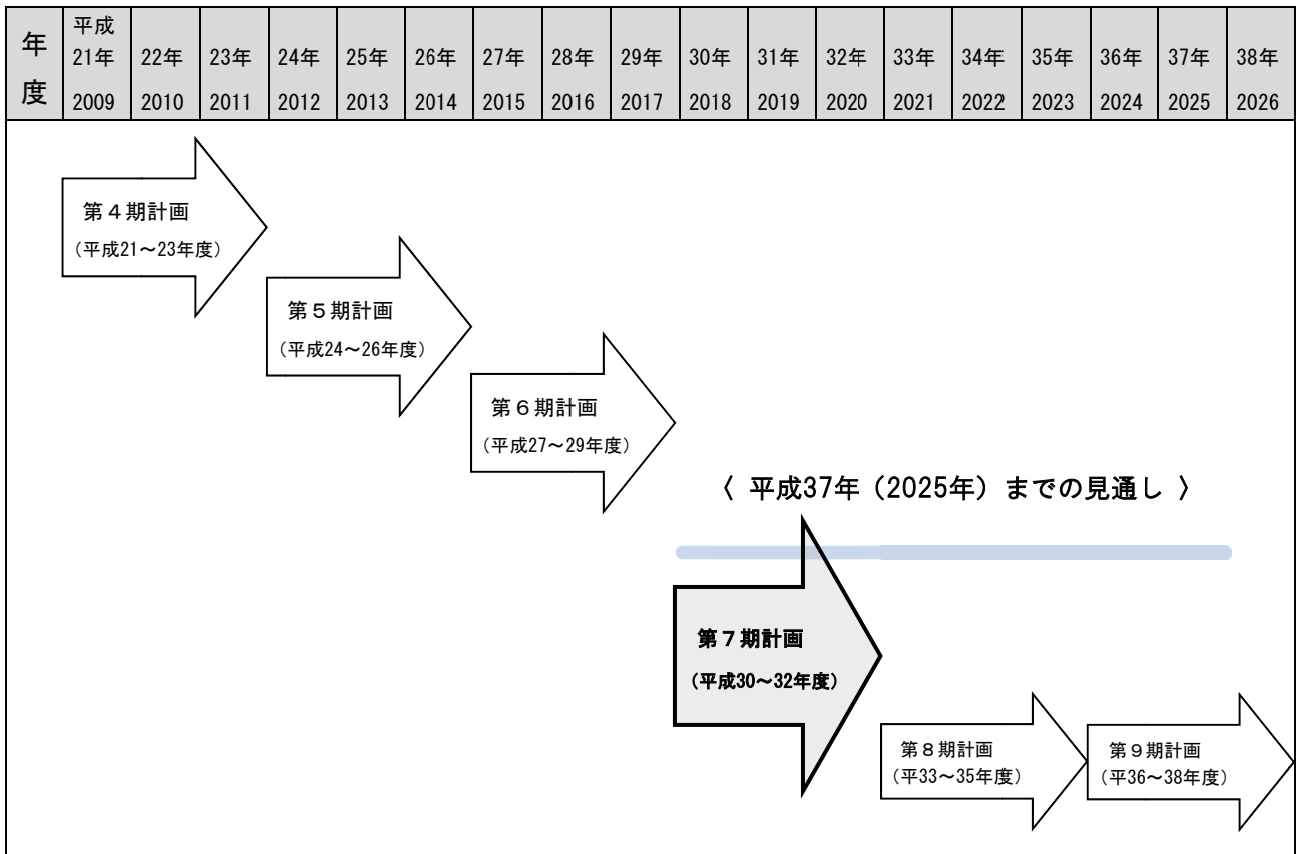 年度
平成
21年 22年 23年 24年 25年 26年 27年 28年 29年 30年 31年 32年 33年 34年 35年 36年 37年 38年
2009 2010 2011 2012 2013 2014 2015 2016 2017 2018 2019 2020 2021 2022 2023 2024 2025 2026
第4期計画
(平成21~23年度)
第5期計画
(平成24~26年度)
第6期計画
(平成27~29年度)
〈 平成37年(2025年)までの見通し 〉
第7期計画
(平成30~32年度)
第8期計画
(平33~35年度)
第9期計画
(平36~38年度)